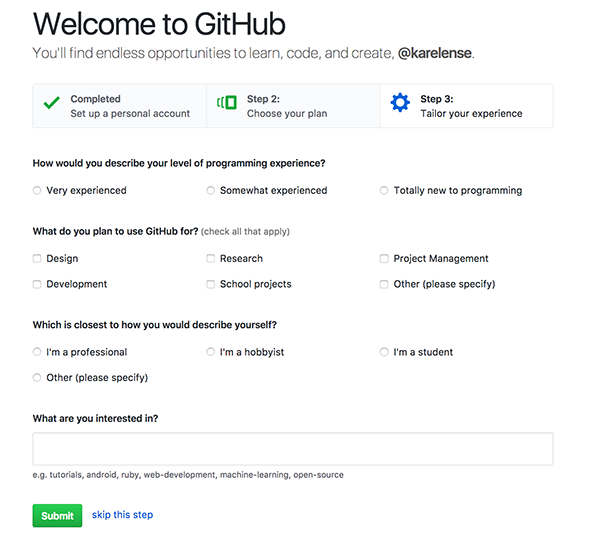 Welcome to GitHub
You'll find endless opportunities to learn, code, and create, @karelense.
Completed
Set up a personal account
Step 2:
Choose your plan
Step 3:
Tailor your experience
How would you describe your level of programming experience?
Very experienced
Somewhat experienced
Totally new to programming
What do you plan to use GitHub for? (check all that apply)
Design
Research
Project Management
Development
School projects
Other (please specify)
Which is closest to how you would describe yourself?
I'm a professional
I'm a hobbyist
I'm a student
Other (please specify)
What are you interested in?
e.g. tutorials, android, ruby, web-development, machine-learning, open-source
Submit
skip this step